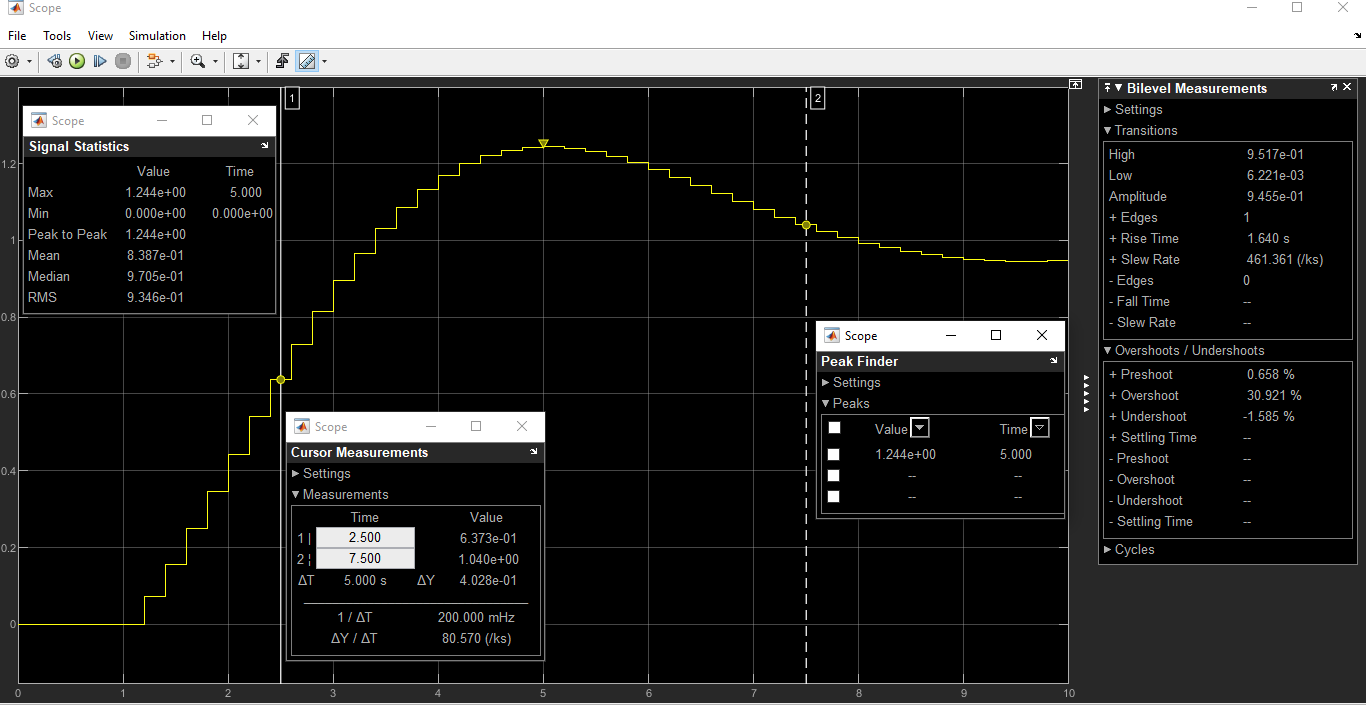 Scope
File Tools View Simulation Help
1
2
Scope
Signal Statistics
Value Time
Max 1.244e+00 5.000
Min 0.000e+00 0.000e+00
Peak to Peak 1.244e+00
Mean 8.387e-01
Median 9.705e-01
RMS 9.346e-01
1.2
1
0.8
0.6
0.4
0.2
0
0 1 2 3 4 5 6 7 8 9 10
Scope
Cursor Measurements
Settings
Measurements
Time Value
1 | 2.500 6.373e-01
2 ¦ 7.500 1.040e+00
ΔT 5.000 s ΔY 4.028e-01
1 / ΔT 200.000 mHz
ΔY / ΔT 80.570 (/ks)
Scope
Peak Finder
Settings
Peaks
Value Time
1.244e+00 5.000
-- --
-- --
Bilevel Measurements
Settings
Transitions
High 9.517e-01
Low 6.221e-03
Amplitude 9.455e-01
+ Edges 1
+ Rise Time 1.640 s
+ Slew Rate 461.361 (/ks)
- Edges 0
- Fall Time --
- Slew Rate --
Overshoots / Undershoots
+ Preshoot 0.658 %
+ Overshoot 30.921 %
+ Undershoot -1.585 %
+ Settling Time --
- Preshoot --
- Overshoot --
- Undershoot --
- Settling Time --
Cycles